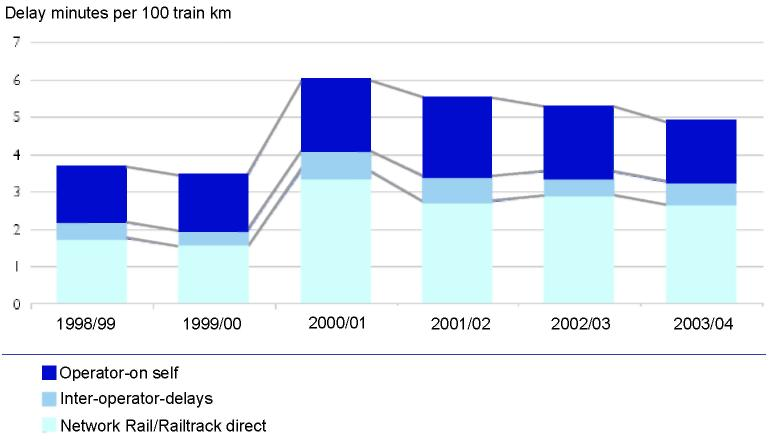 Delay minutes per 100 train km
7
6
5
4
3
2
1
0
1998/99 1999/00 2000/01 2001/02 2002/03 2003/04
Operator-on self
Inter-operator-delays
Network Rail/Railtrack direct